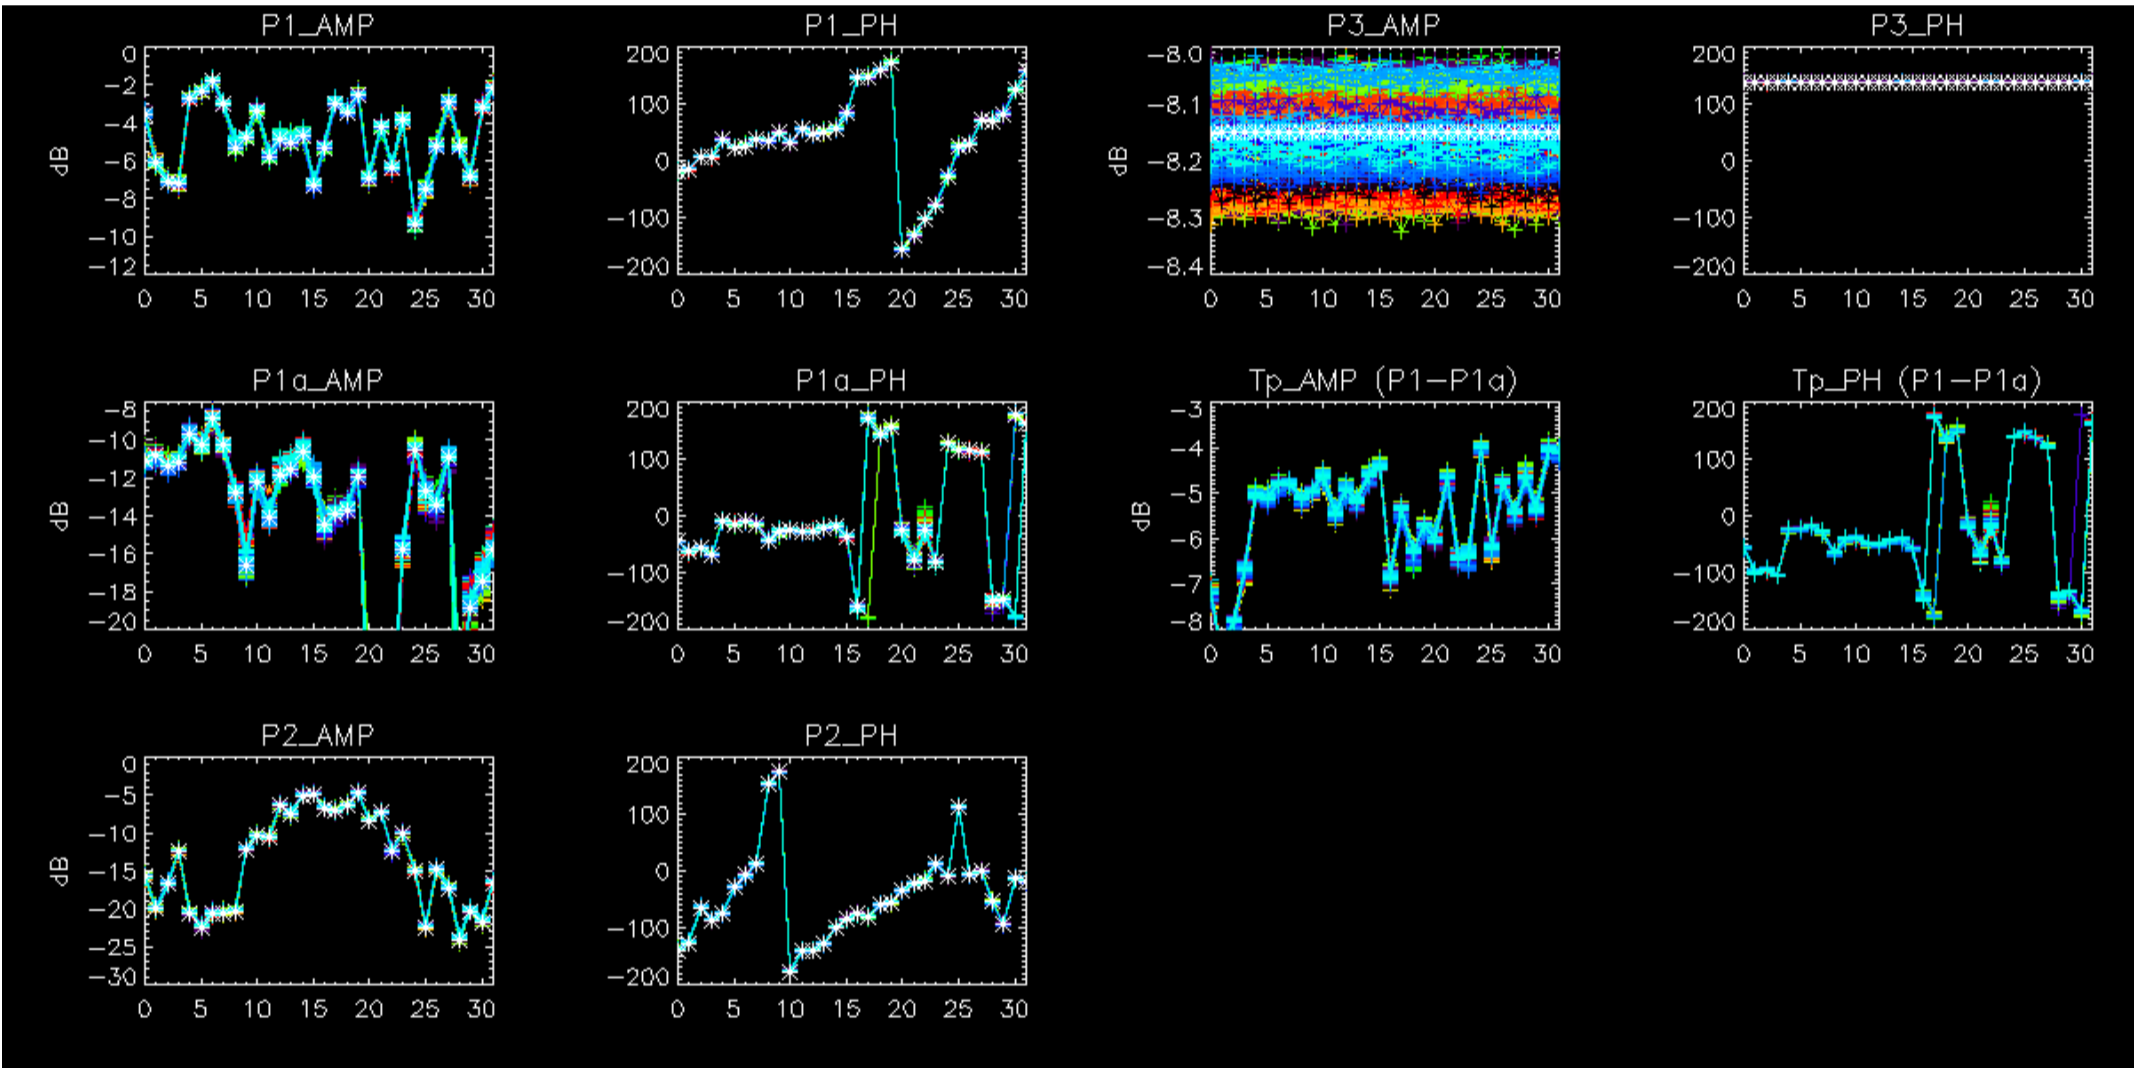 P1_AMP
dB
0
−2
−4
−6
−8
−10
−12
0 5 10 15 20 25 30
P1_PH
200
100
0
−100
−200
0 5 10 15 20 25 30
P3_AMP
dB
−8.0
−8.1
−8.2
−8.3
−8.4
0 5 10 15 20 25 30
P3_PH
200
100
0
−100
−200
0 5 10 15 20 25 30
P1a_AMP
dB
−8
−10
−12
−14
−16
−18
−20
0 5 10 15 20 25 30
P1a_PH
200
100
0
−100
−200
0 5 10 15 20 25 30
Tp_AMP (P1−P1a)
dB
−3
−4
−5
−6
−7
−8
0 5 10 15 20 25 30
Tp_PH (P1−P1a)
200
100
0
−100
−200
0 5 10 15 20 25 30
P2_AMP
dB
0
−5
−10
−15
−20
−25
−30
0 5 10 15 20 25 30
P2_PH
200
100
0
−100
−200
0 5 10 15 20 25 30